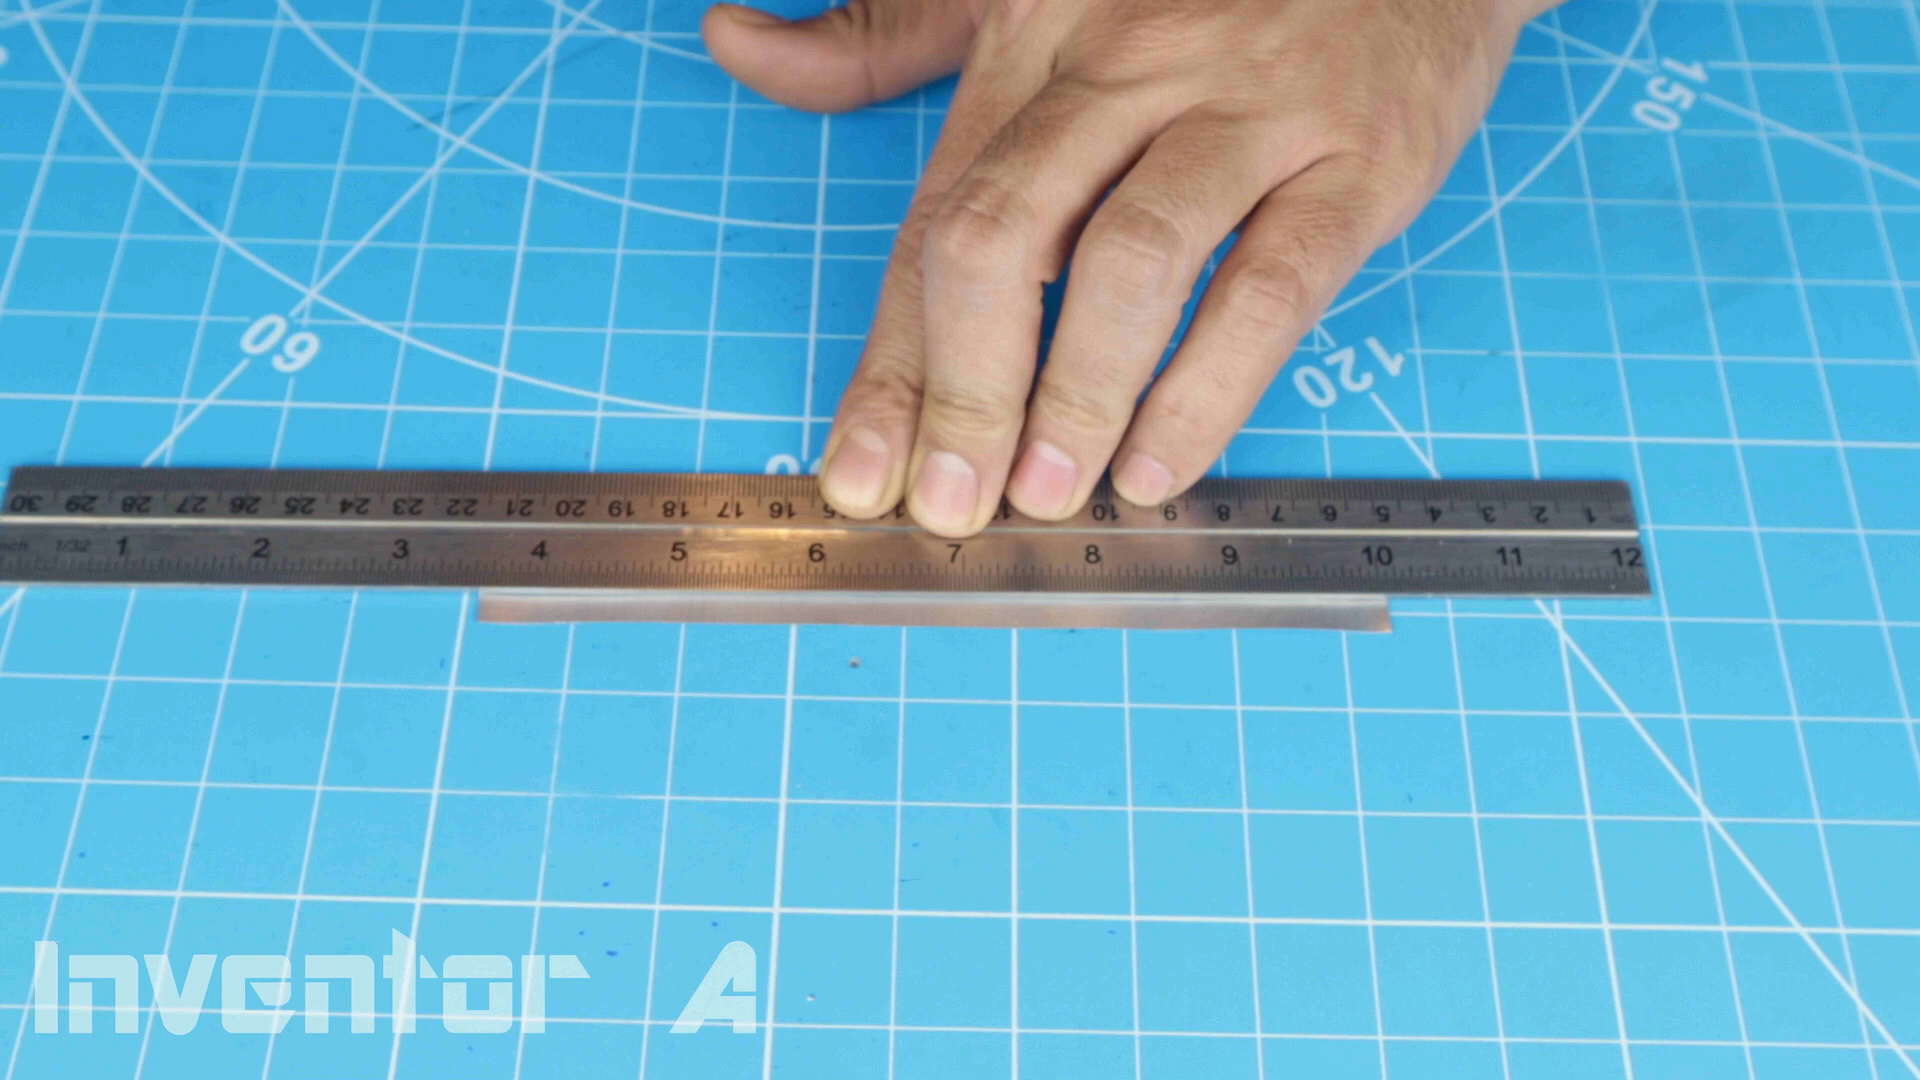 150
60
120
30 29 28 27 26 25 24 23 22 21 20 19 18 17 16 15 10 9 8 7 6 5 4 3 2 1
1/32 1 2 3 4 5 6 7 8 9 10 11 12
Inventor A